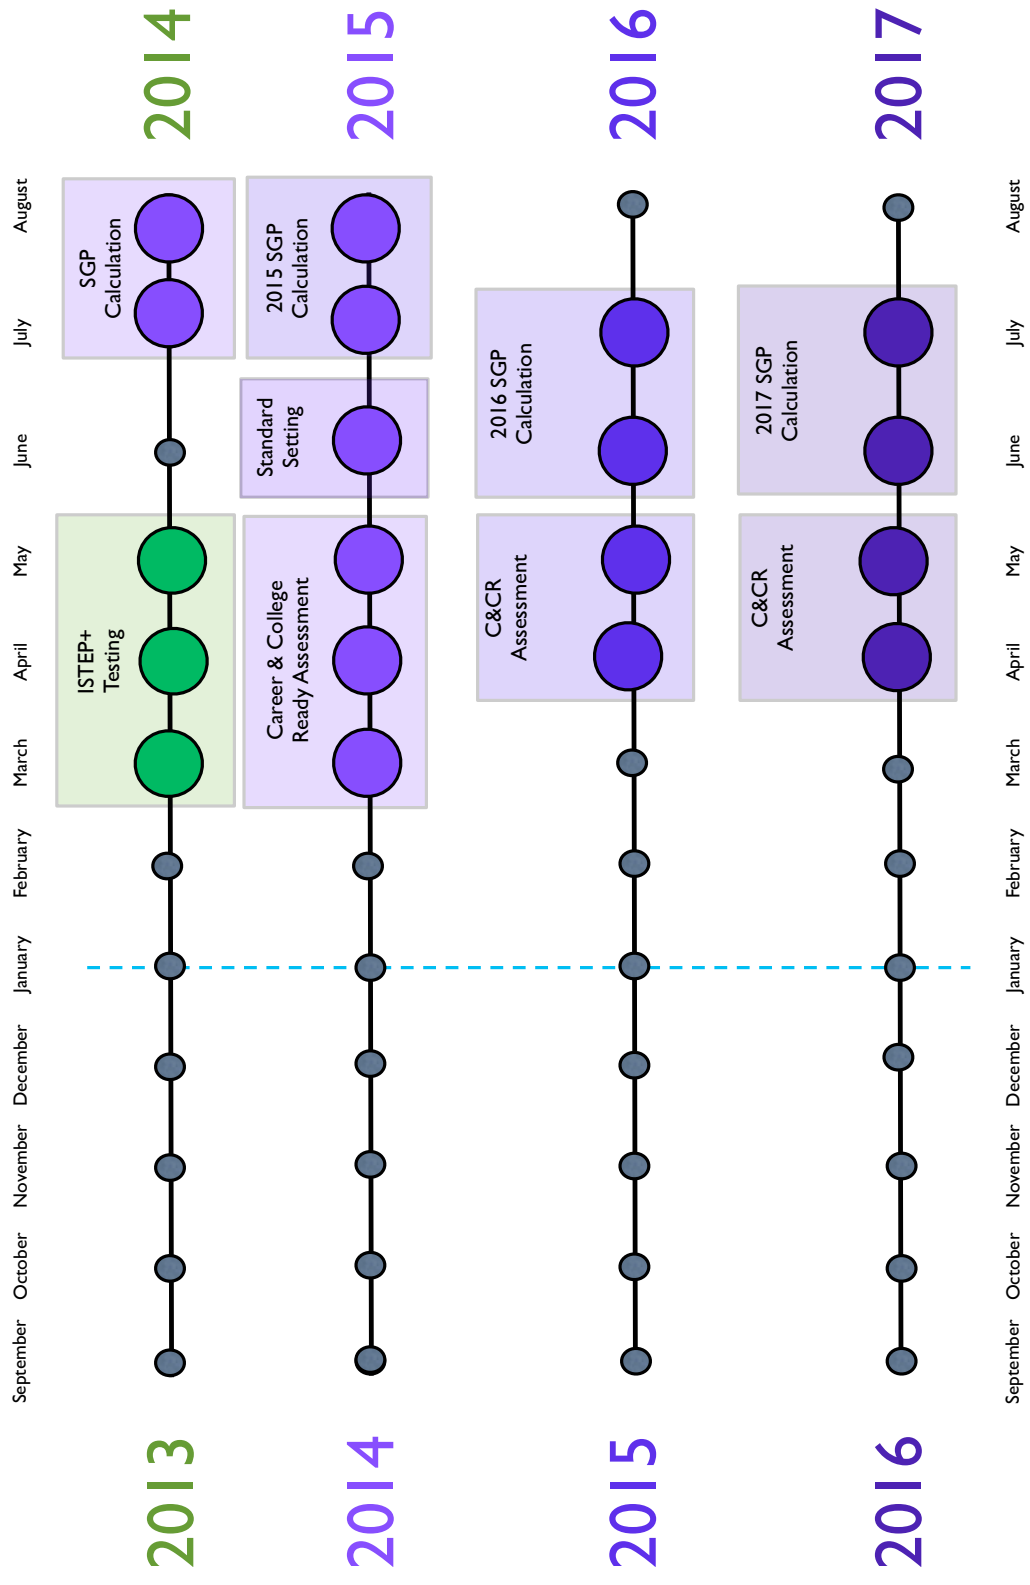 September
October
November
December
January
February
March
April
May
June
July
August
2013
ISTEP+
Testing
SGP
Calculation
2014
2014
Career & College
Ready Assessment
Standard
Setting
2015 SGP
Calculation
2015
2015
C&CR
Assessment
2016 SGP
Calculation
2016
2016
C&CR
Assessment
2017 SGP
Calculation
2017
September
October
November
December
January
February
March
April
May
June
July
August